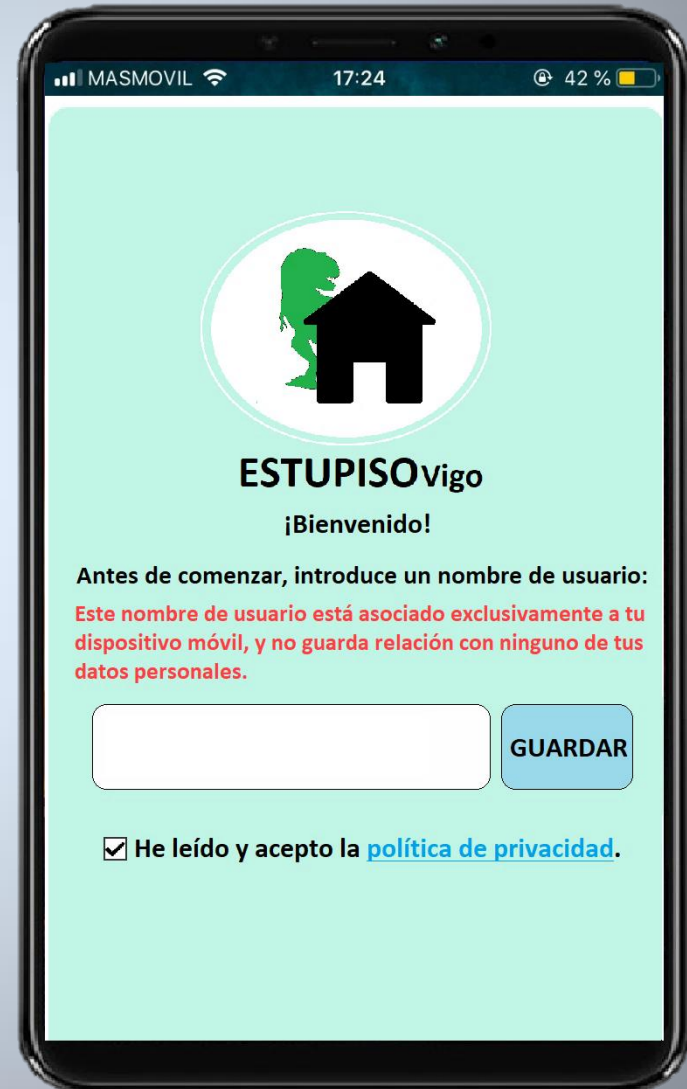 MASMOVIL 17:24 42 %
ESTUPISOVigo
¡Bienvenido!
Antes de comenzar, introduce un nombre de usuario:
Este nombre de usuario está asociado exclusivamente a tu
dispositivo móvil, y no guarda relación con ninguno de tus
datos personales.
GUARDAR
He leído y acepto la política de privacidad.